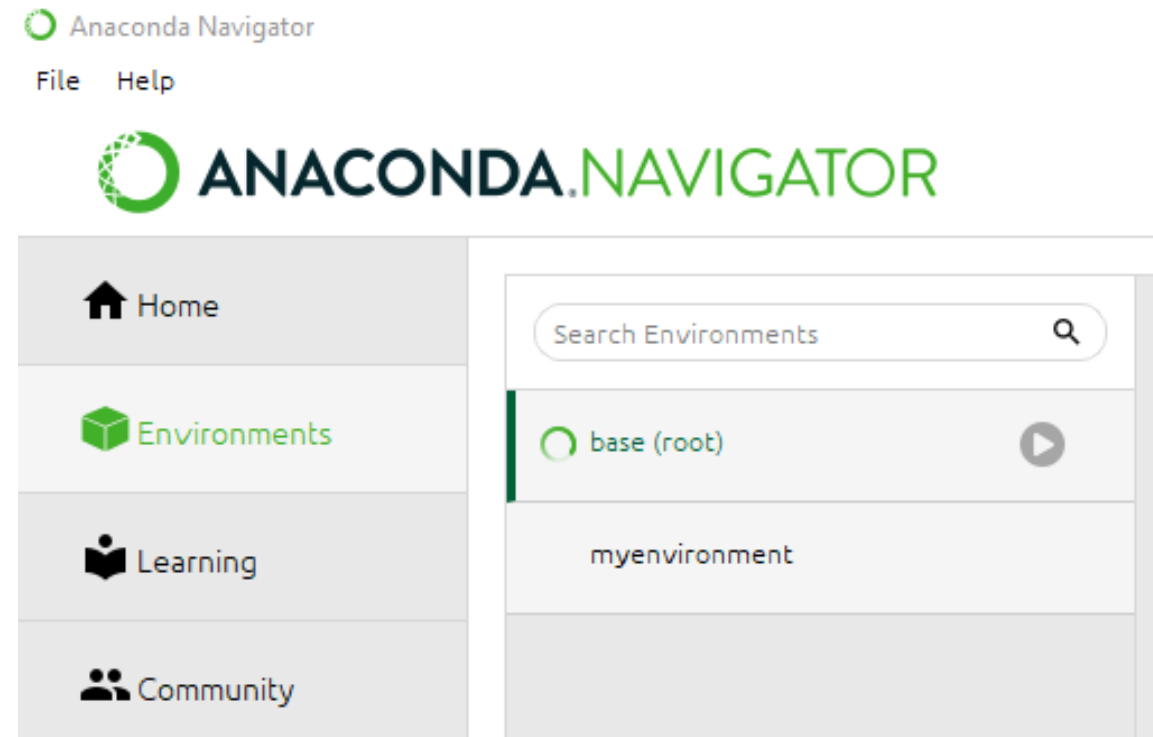 Anaconda Navigator
File Help
ANACONDA.NAVIGATOR
Home
Search Environments
Environments
base (root)
Learning
myenvironment
Community